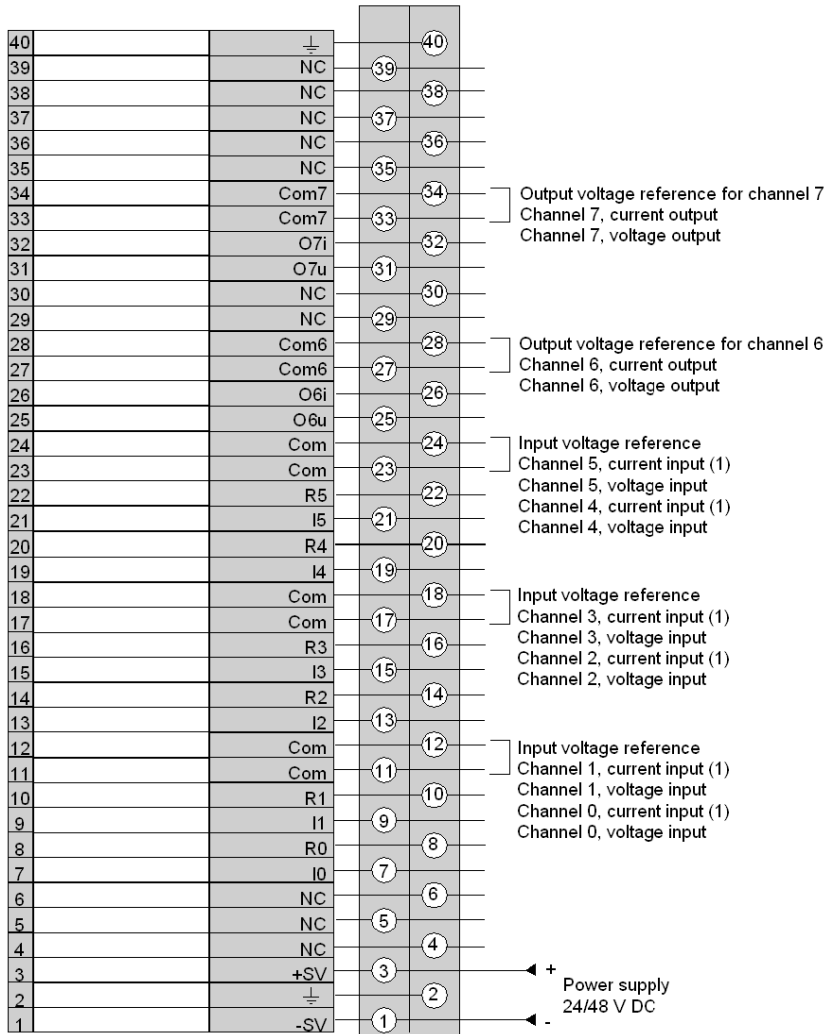 40 ⏚ 40
39 NC 39
38 NC 38
37 NC 37
36 NC 36
35 NC 35
34 Com7 34 Output voltage reference for channel 7
33 Com7 33 Channel 7, current output
32 O7i 32 Channel 7, voltage output
31 O7u 31
30 NC 30
29 NC 29
28 Com6 28 Output voltage reference for channel 6
27 Com6 27 Channel 6, current output
26 O6i 26 Channel 6, voltage output
25 O6u 25
24 Com 24 Input voltage reference
23 Com 23 Channel 5, current input (1)
22 R5 22 Channel 5, voltage input
21 I5 21 Channel 4, current input (1)
20 R4 20 Channel 4, voltage input
19 I4 19
18 Com 18 Input voltage reference
17 Com 17 Channel 3, current input (1)
16 R3 16 Channel 3, voltage input
15 I3 15 Channel 2, current input (1)
14 R2 14 Channel 2, voltage input
13 I2 13
12 Com 12 Input voltage reference
11 Com 11 Channel 1, current input (1)
10 R1 10 Channel 1, voltage input
9 I1 9 Channel 0, current input (1)
8 R0 8 Channel 0, voltage input
7 I0 7
6 NC 6
5 NC 5
4 NC 4
3 +SV 3 +
2 ⏚ 2 Power supply
24/48 V DC
1 -SV 1 -